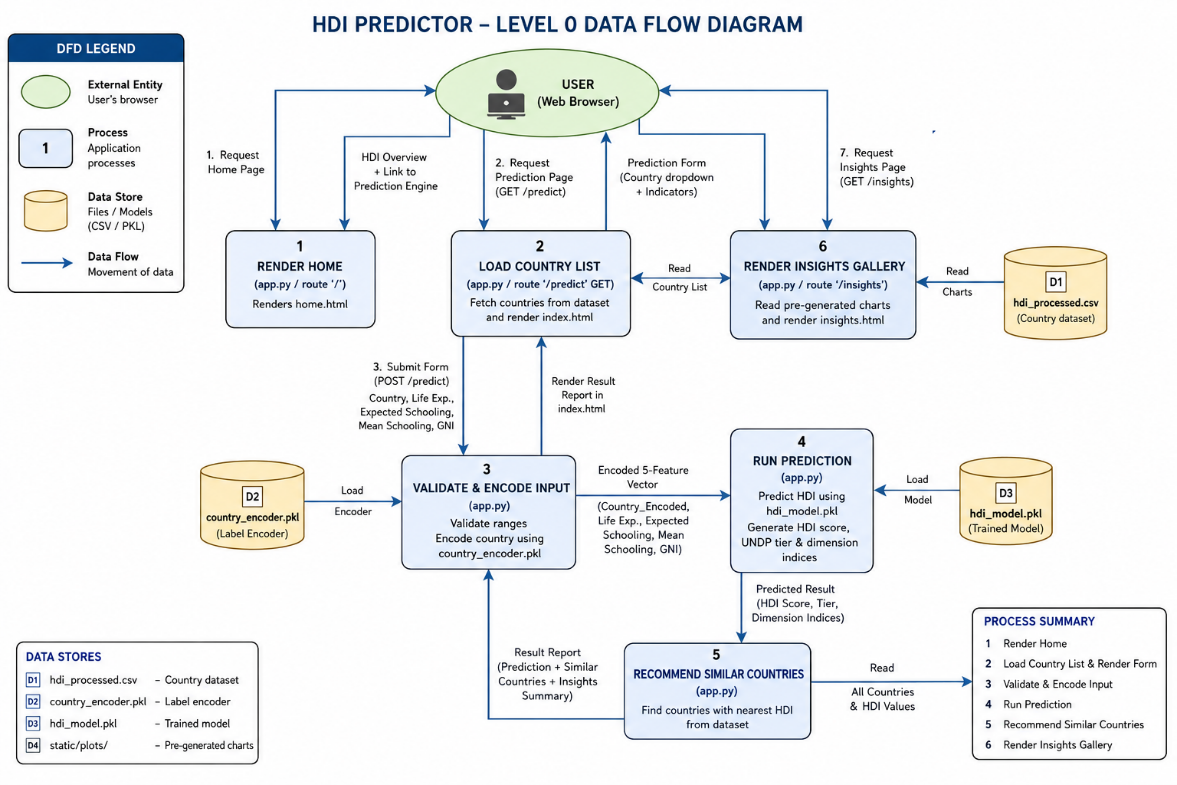 HDI PREDICTOR – LEVEL 0 DATA FLOW DIAGRAM
DFD LEGEND
External Entity
User's browser
1
Process
Application
processes
Data Store
Files / Models
(CSV / PKL)
Data Flow
Movement of data
USER
(Web Browser)
1. Request
Home Page
HDI Overview
+ Link to
Prediction Engine
2. Request
Prediction Page
(GET /predict)
Prediction Form
(Country dropdown
+ Indicators)
7. Request
Insights Page
(GET /insights)
1
RENDER HOME
(app.py / route '/')
Renders home.html
2
LOAD COUNTRY LIST
(app.py / route '/predict' GET)
Fetch countries from dataset
and render index.html
Read
Country List
6
RENDER INSIGHTS GALLERY
(app.py / route '/insights')
Read pre-generated charts
and render insights.html
Read
Charts
D1
hdi_processed.csv
(Country dataset)
3. Submit Form
(POST /predict)
Country, Life Exp.,
Expected Schooling,
Mean Schooling, GNI
Render Result
Report in
index.html
D2
country_encoder.pkl
(Label Encoder)
Load
Encoder
3
VALIDATE & ENCODE INPUT
(app.py)
Validate ranges
Encode country using
country_encoder.pkl
Encoded 5-Feature
Vector
(Country_Encoded,
Life Exp., Expected
Schooling, Mean
Schooling, GNI)
4
RUN PREDICTION
(app.py)
Predict HDI using
hdi_model.pkl
Generate HDI score,
UNDP tier & dimension
indices
Load
Model
D3
hdi_model.pkl
(Trained Model)
Predicted Result
(HDI Score, Tier,
Dimension Indices)
Result Report
(Prediction + Similar
Countries + Insights
Summary)
5
RECOMMEND SIMILAR COUNTRIES
(app.py)
Find countries with nearest HDI
from dataset
Read
All Countries
& HDI Values
DATA STORES
D1 hdi_processed.csv – Country dataset
D2 country_encoder.pkl – Label encoder
D3 hdi_model.pkl – Trained model
D4 static/plots/ – Pre-generated charts
PROCESS SUMMARY
1 Render Home
2 Load Country List & Render Form
3 Validate & Encode Input
4 Run Prediction
5 Recommend Similar Countries
6 Render Insights Gallery